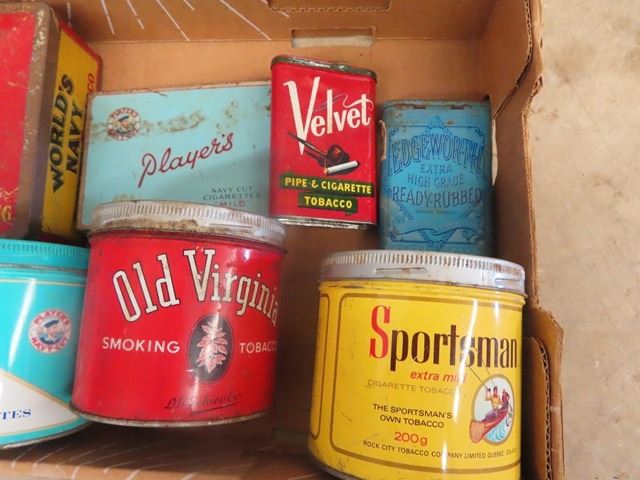 WORLD'S
NAVY
Player's
NAVY CUT
CIGARETTES
MILD
Velvet
PIPE & CIGARETTE
TOBACCO
EDGEWORTH
EXTRA
HIGH GRADE
READY-RUBBED
Old Virginia
SMOKING TOBACCO
Sportsman
extra mild
CIGARETTE TOBACCO
THE SPORTSMAN'S
OWN TOBACCO
200g
ROCK CITY TOBACCO COMPANY LIMITED QUEBEC